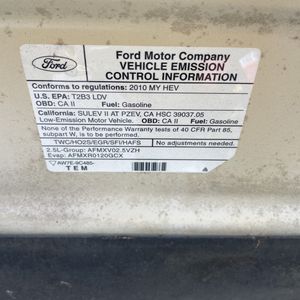 Ford
Ford Motor Company
VEHICLE EMISSION
CONTROL INFORMATION
Conforms to regulations: 2010 MY HEV
U.S. EPA: T2B3 LDV
OBD: CA II Fuel: Gasoline
California: SULEV II AT PZEV, CA HSC 39037.05
Low-Emission Motor Vehicle. OBD: CA II Fuel: Gasoline
None of the Performance Warranty tests of 40 CFR Part 85,
subpart W, is required.
TWC/HO2S/EGR/SFI/HAFS No adjustments needed.
2.5L-Group: AFMXV02.5VZH
Evap: AFMXR0120GCX
AW7E-9C485-
TEM